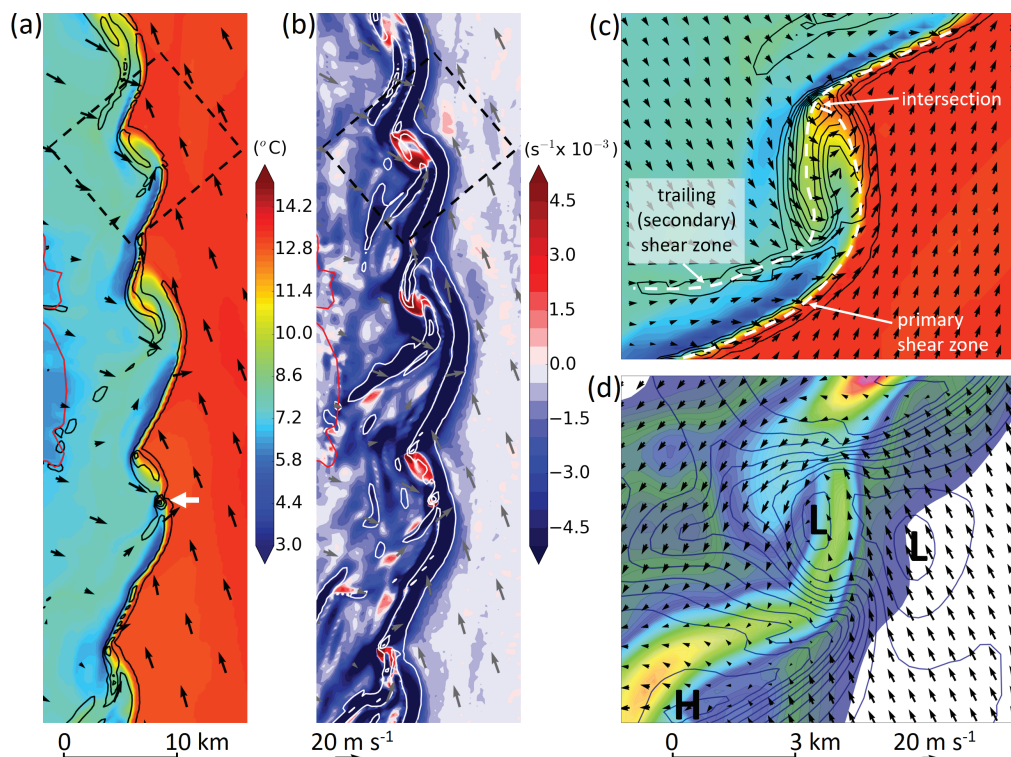 (a)
(°C)
14.2
12.8
11.4
10.0
8.6
7.2
5.8
4.4
3.0
0 10 km
(b)
(s⁻¹x 10⁻³)
4.5
3.0
1.5
0.0
−1.5
−3.0
−4.5
20 m s⁻¹
(c)
intersection
trailing
(secondary)
shear zone
primary
shear zone
(d)
L
L
H
0 3 km 20 m s⁻¹